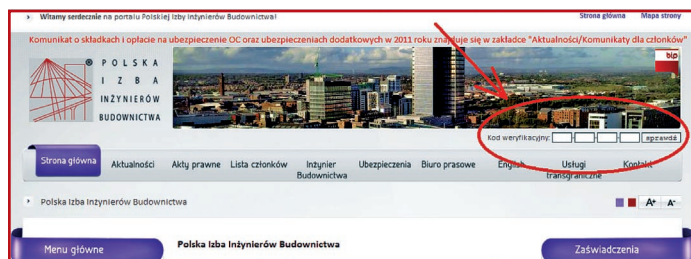 Witamy serdecznie na portalu Polskiej Izby Inżynierów Budownictwa!
Strona główna Mapa strony
Komunikat o składkach i opłacie na ubezpieczenie OC oraz ubezpieczeniach dodatkowych w 2011 roku znajduje się w zakładce "Aktualności/Komunikaty dla członków"
POLSKA
IZBA
INŻYNIERÓW
BUDOWNICTWA
bip
Kod weryfikacyjny: - - - sprawdź
Strona główna Aktualności Akty prawne Lista członków Inżynier Budownictwa Ubezpieczenia Biuro prasowe English Usługi transgraniczne Kontakt
Polska Izba Inżynierów Budownictwa
A+ A-
Menu główne
Polska Izba Inżynierów Budownictwa
Zaświadczenia